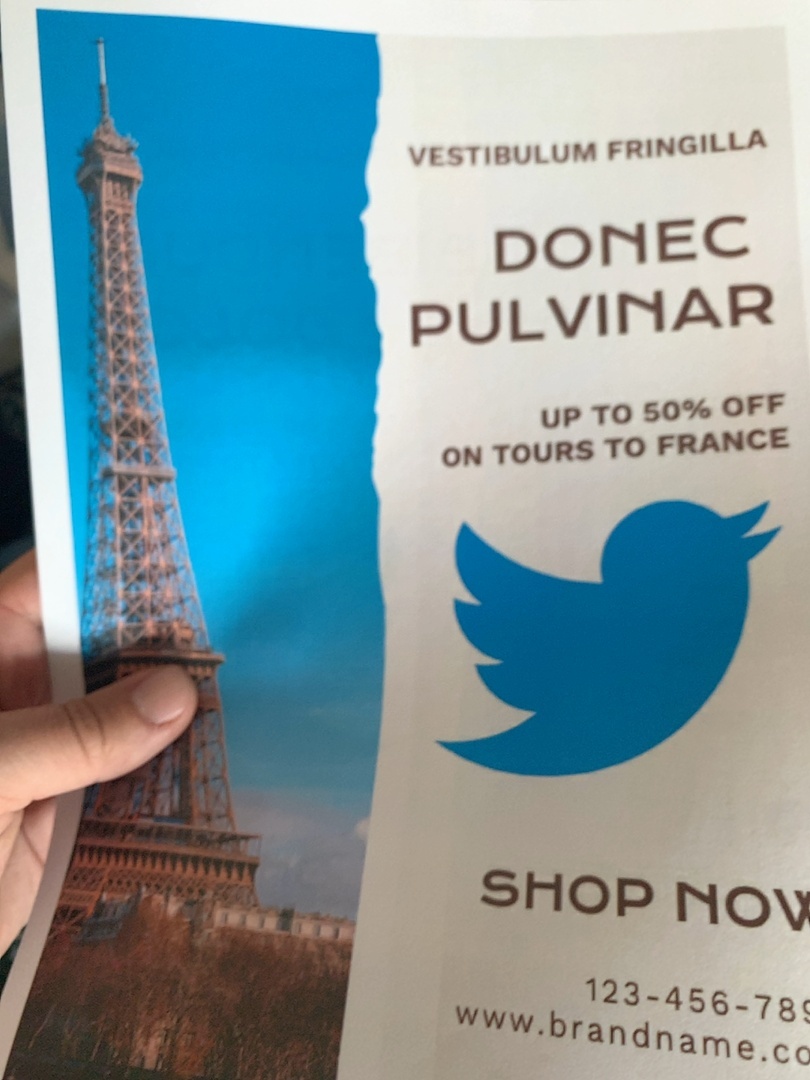 VESTIBULUM FRINGILLA
DONEC
PULVINAR
UP TO 50% OFF
ON TOURS TO FRANCE
SHOP NOW
123-456-789
www.brandname.co